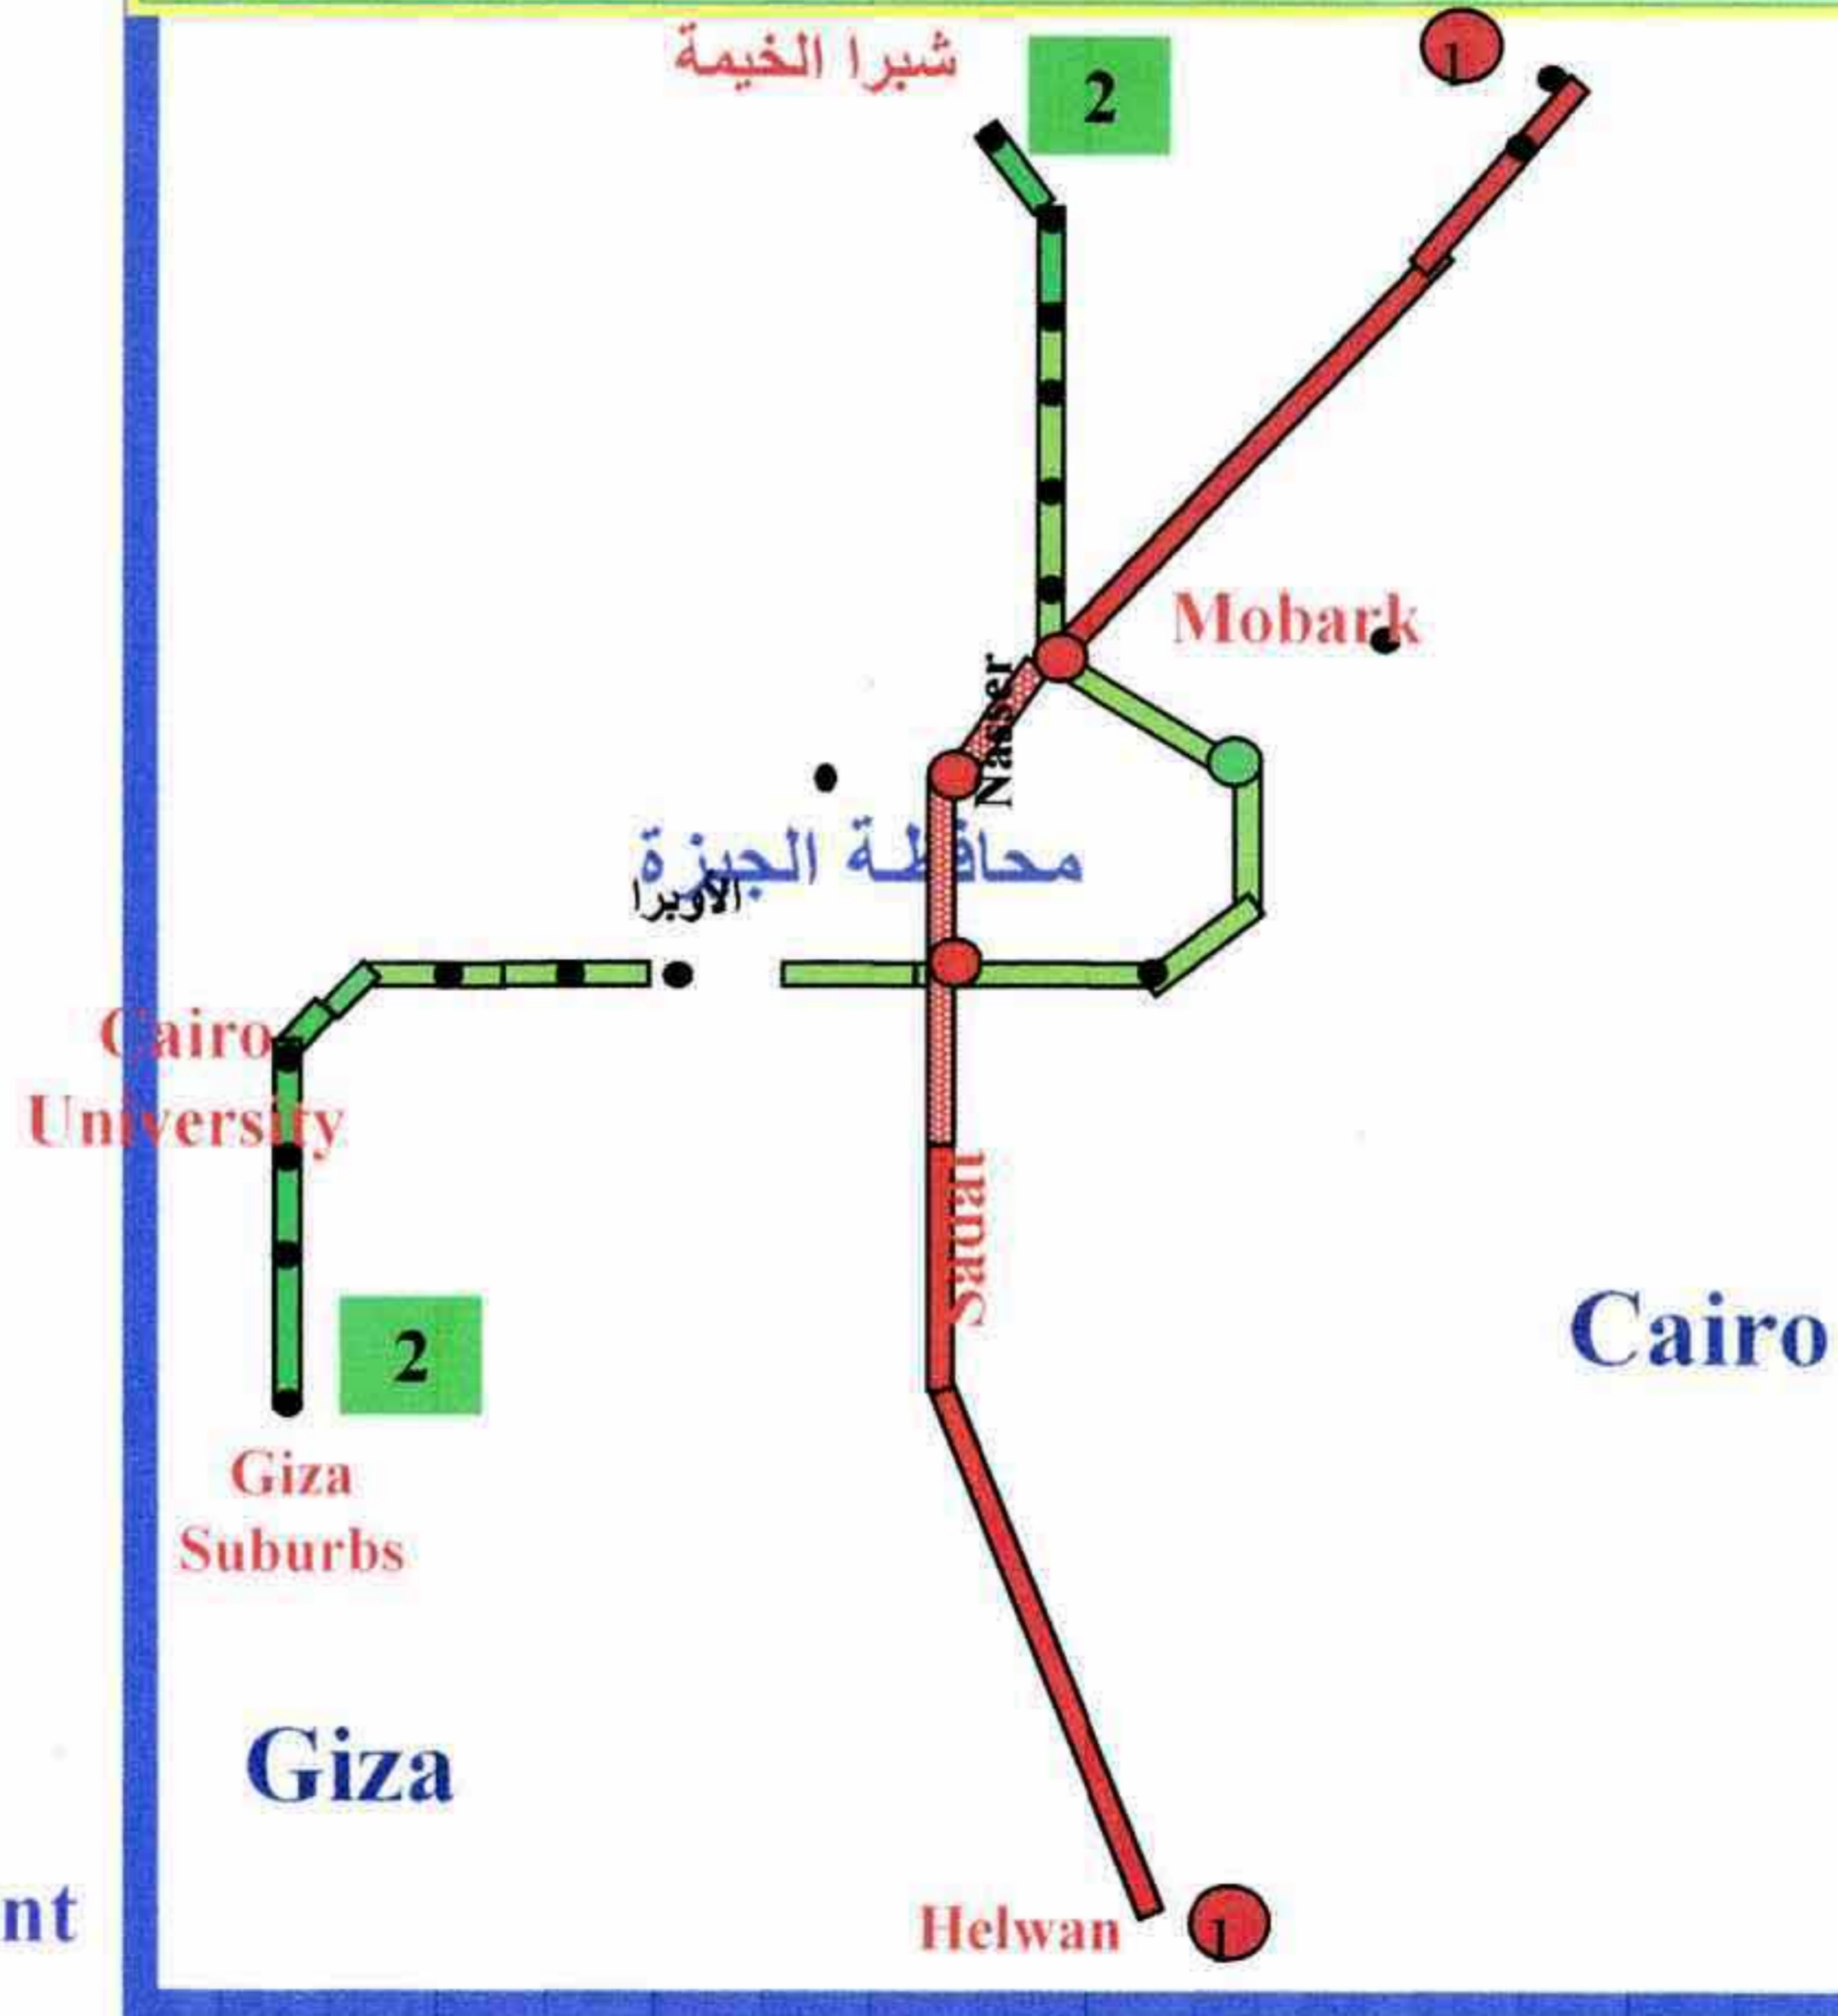 شبرا الخيمة
2
1
Mobark
Nasser
محافظة الجيزة
الأوبرا
Cairo
University
Sadan
2
Cairo
Giza
Suburbs
Giza
nt
Helwan
1